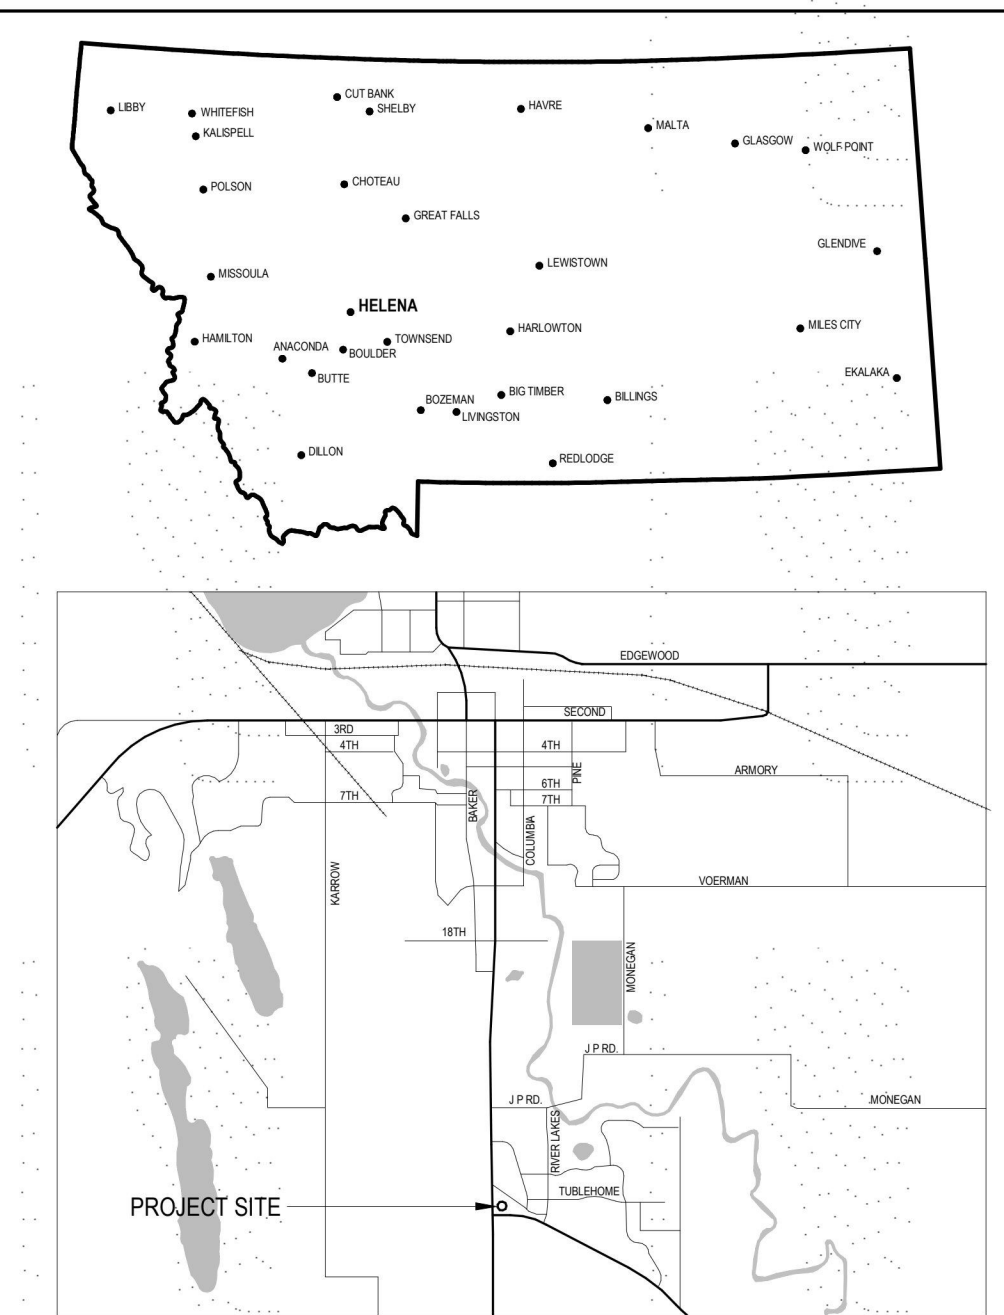 CUT BANK
LIBBY
WHITEFISH
SHELBY
HAVRE
KALISPELL
MALTA
GLASGOW
WOLF POINT
POLSON
CHOTEAU
GREAT FALLS
GLENDIVE
LEWISTOWN
MISSOULA
HELENA
HARLOWTON
MILES CITY
HAMILTON
ANACONDA
TOWNSEND
BOULDER
BUTTE
EKALAKA
BIG TIMBER
BOZEMAN
BILLINGS
LIVINGSTON
DILLON
REDLODGE
EDGEWOOD
SECOND
3RD
4TH
4TH
PINE
ARMORY
6TH
7TH
7TH
BAKER
COLUMBIA
KARROW
VOERMAN
18TH
MONEGAN
J P RD.
J P RD.
MONEGAN
RIVER LAKES
TUBLEHOME
PROJECT SITE